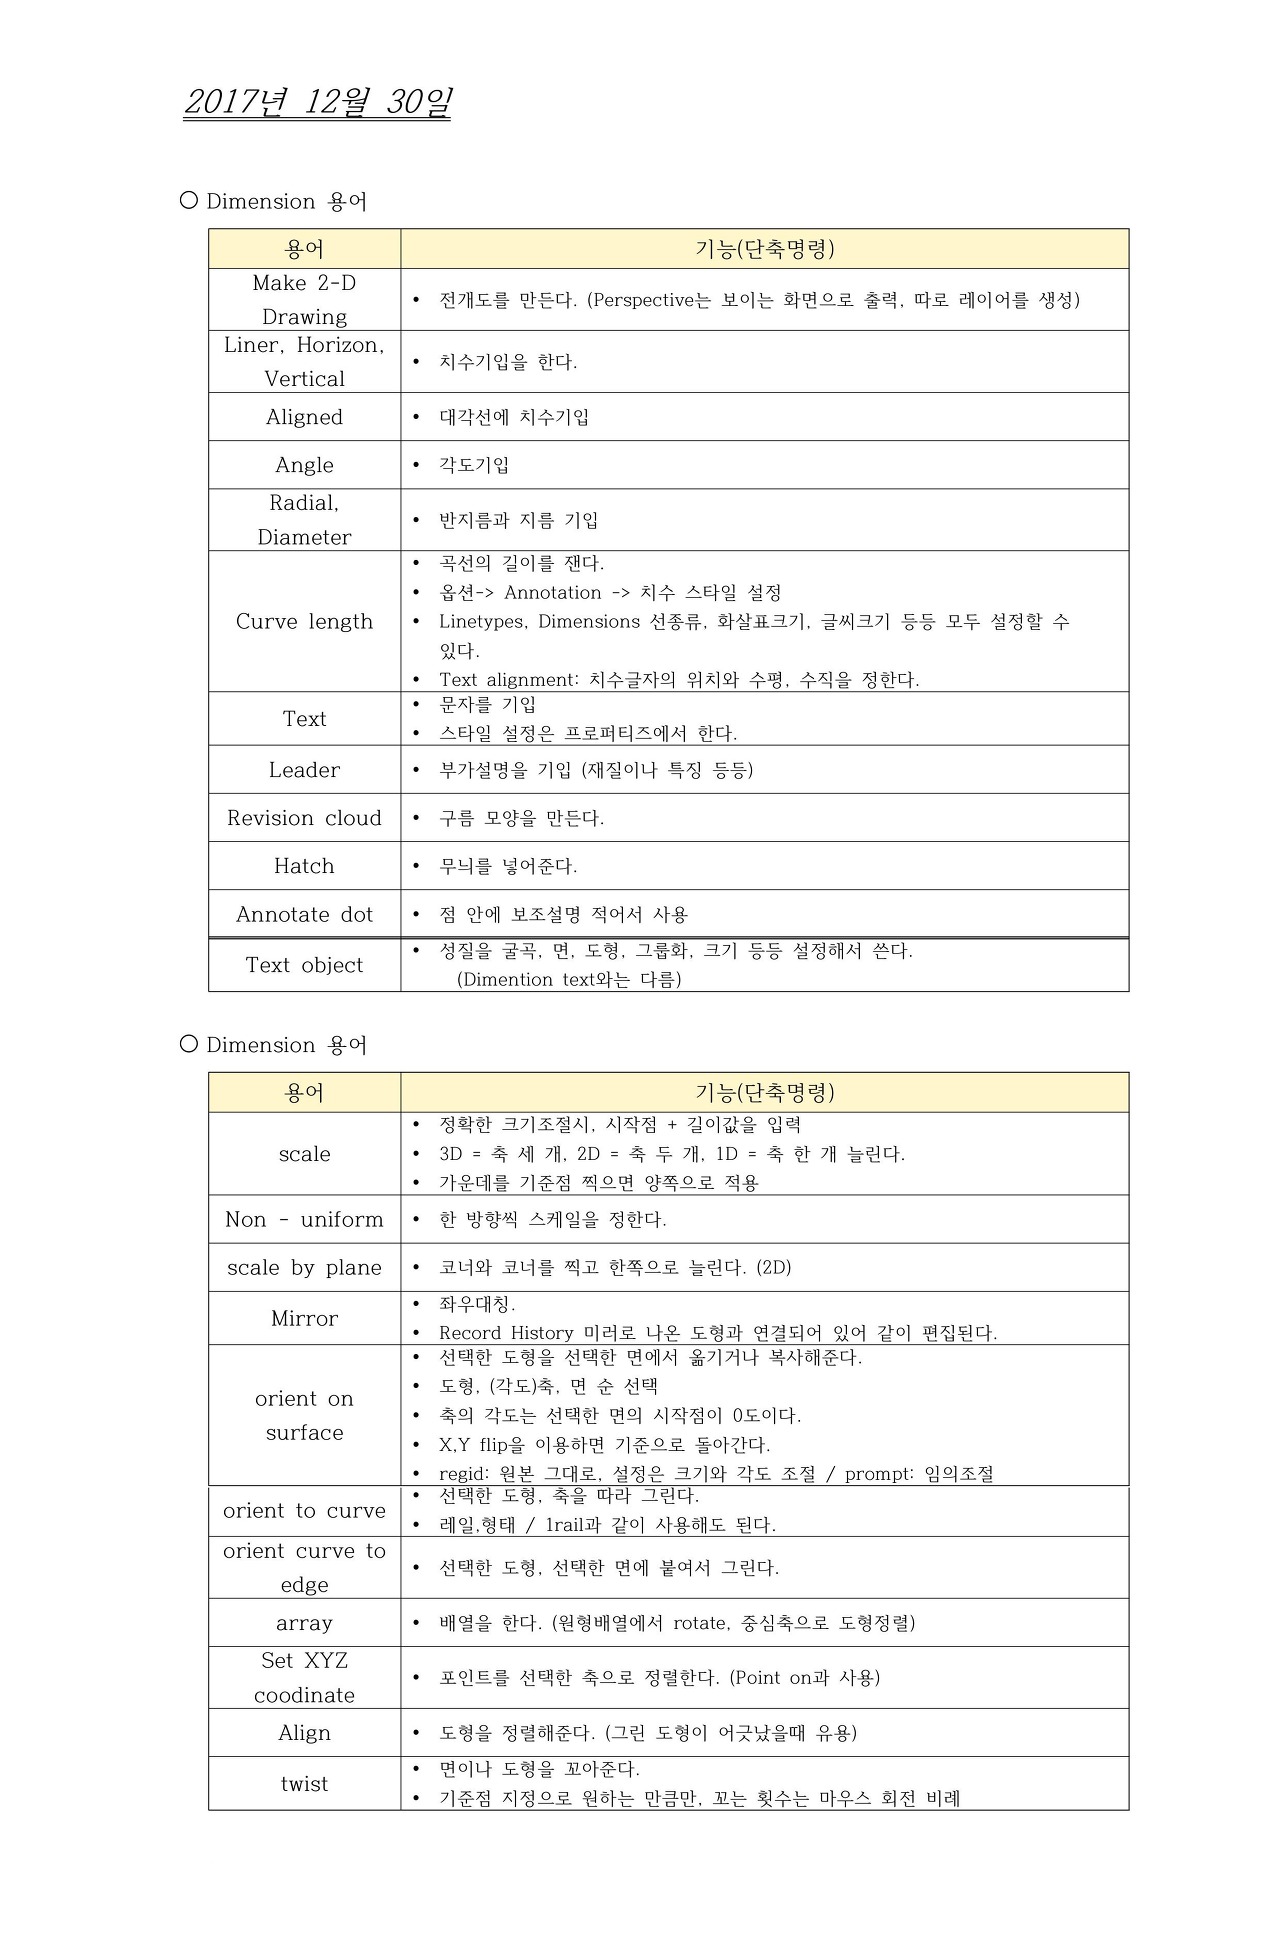 2017년 12월 30일
○ Dimension 용어
용어
기능(단축명령)
Make 2-D
Drawing
• 전개도를 만든다. (Perspective는 보이는 화면으로 출력, 따로 레이어를 생성)
Liner, Horizon,
Vertical
• 치수기입을 한다.
Aligned
• 대각선에 치수기입
Angle
• 각도기입
Radial,
Diameter
• 반지름과 지름 기입
Curve length
• 곡선의 길이를 잰다.
• 옵션-> Annotation -> 치수 스타일 설정
• Linetypes, Dimensions 선종류, 화살표크기, 글씨크기 등등 모두 설정할 수
있다.
• Text alignment: 치수글자의 위치와 수평, 수직을 정한다.
Text
• 문자를 기입
• 스타일 설정은 프로퍼티즈에서 한다.
Leader
• 부가설명을 기입 (재질이나 특징 등등)
Revision cloud
• 구름 모양을 만든다.
Hatch
• 무늬를 넣어준다.
Annotate dot
• 점 안에 보조설명 적어서 사용
Text object
• 성질을 굴곡, 면, 도형, 그룹화, 크기 등등 설정해서 쓴다.
(Dimention text와는 다름)
○ Dimension 용어
용어
기능(단축명령)
scale
• 정확한 크기조절시, 시작점 + 길이값을 입력
• 3D = 축 세 개, 2D = 축 두 개, 1D = 축 한 개 늘린다.
• 가운데를 기준점 찍으면 양쪽으로 적용
Non - uniform
• 한 방향씩 스케일을 정한다.
scale by plane
• 코너와 코너를 찍고 한쪽으로 늘린다. (2D)
Mirror
• 좌우대칭.
• Record History 미러로 나온 도형과 연결되어 있어 같이 편집된다.
orient on
surface
• 선택한 도형을 선택한 면에서 옮기거나 복사해준다.
• 도형, (각도)축, 면 순 선택
• 축의 각도는 선택한 면의 시작점이 0도이다.
• X,Y flip을 이용하면 기준으로 돌아간다.
• regid: 원본 그대로, 설정은 크기와 각도 조절 / prompt: 임의조절
orient to curve
• 선택한 도형, 축을 따라 그린다.
• 레일,형태 / 1rail과 같이 사용해도 된다.
orient curve to
edge
• 선택한 도형, 선택한 면에 붙여서 그린다.
array
• 배열을 한다. (원형배열에서 rotate, 중심축으로 도형정렬)
Set XYZ
coodinate
• 포인트를 선택한 축으로 정렬한다. (Point on과 사용)
Align
• 도형을 정렬해준다. (그린 도형이 어긋났을때 유용)
twist
• 면이나 도형을 꼬아준다.
• 기준점 지정으로 원하는 만큼만, 꼬는 횟수는 마우스 회전 비례